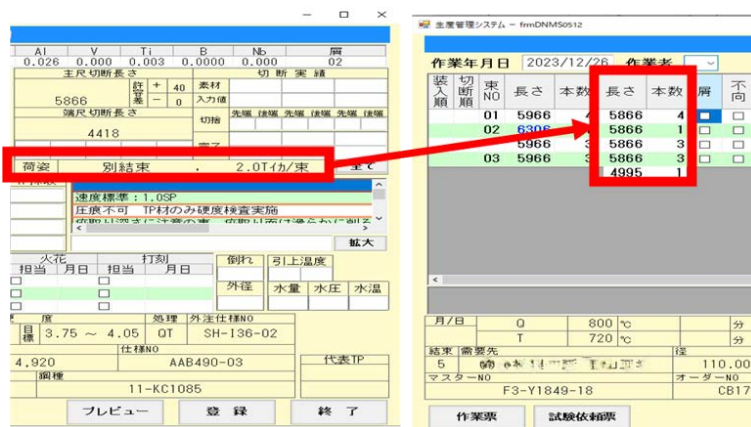 Al V Ti B Nb 屑
0.026 0.000 0.003 0.0000 0.000 02
主尺切断長さ 切断実績
許容差 + 40 素材
5866 - 0 入力値
端尺切断長さ 切捨 先端 後端 先端 後端 先端 後端
4418
荷姿 別結束 . 2.0Tイカ/束 全て
速度標準：1.0SP
圧痕不可 TP材のみ硬度検査実施
拡大
火花 打刻 倒れ 引上温度
担当 月日 担当 月日
外径 水量 水圧 水温
度 処理 外注仕様NO
目標 3.75 ～ 4.05 QT SH-136-02
仕様NO
4,920 AAB490-03 代表TP
鋼種
11-KC1085
プレビュー 登 録 終 了
生産管理システム - frmDNMS0512
作業年月日 2023/12/26 作業者
装入順 切断順 束NO 長さ 本数 長さ 本数 屑 不向
01 5966 5866 4
02 6306 5866 1
5966 5866 3
03 5966 3 5866 3
4995 1
月/日 Q 800 ℃ 分
T 720 ℃ 分
結束 需要先 径
5 110.00
マスターNO オーダーNO
F3-Y1849-18 CB17
作業票 試験依頼票